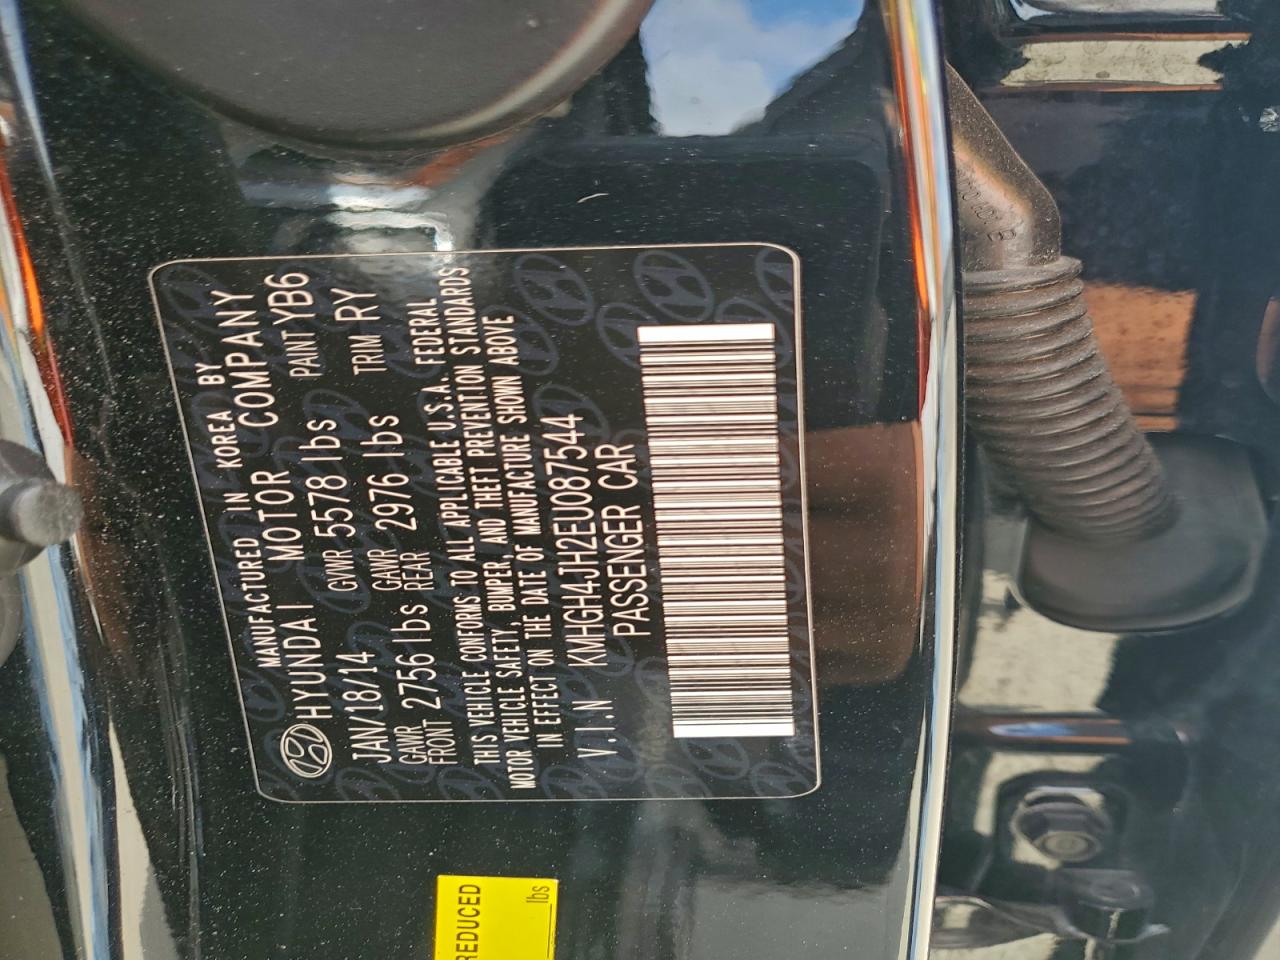 MANUFACTURED IN KOREA BY
HYUNDAI MOTOR COMPANY
JAN/18/14 GVWR 5578 lbs PAINT YB6
GAWR FRONT 2756 lbs GAWR REAR 2976 lbs TRIM RY
THIS VEHICLE CONFORMS TO ALL APPLICABLE U.S.A. FEDERAL
MOTOR VEHICLE SAFETY, BUMPER, AND THEFT PREVENTION STANDARDS
IN EFFECT ON THE DATE OF MANUFACTURE SHOWN ABOVE
V.I.N KMHGH4JH2EU087544
PASSENGER CAR
REDUCED
lbs